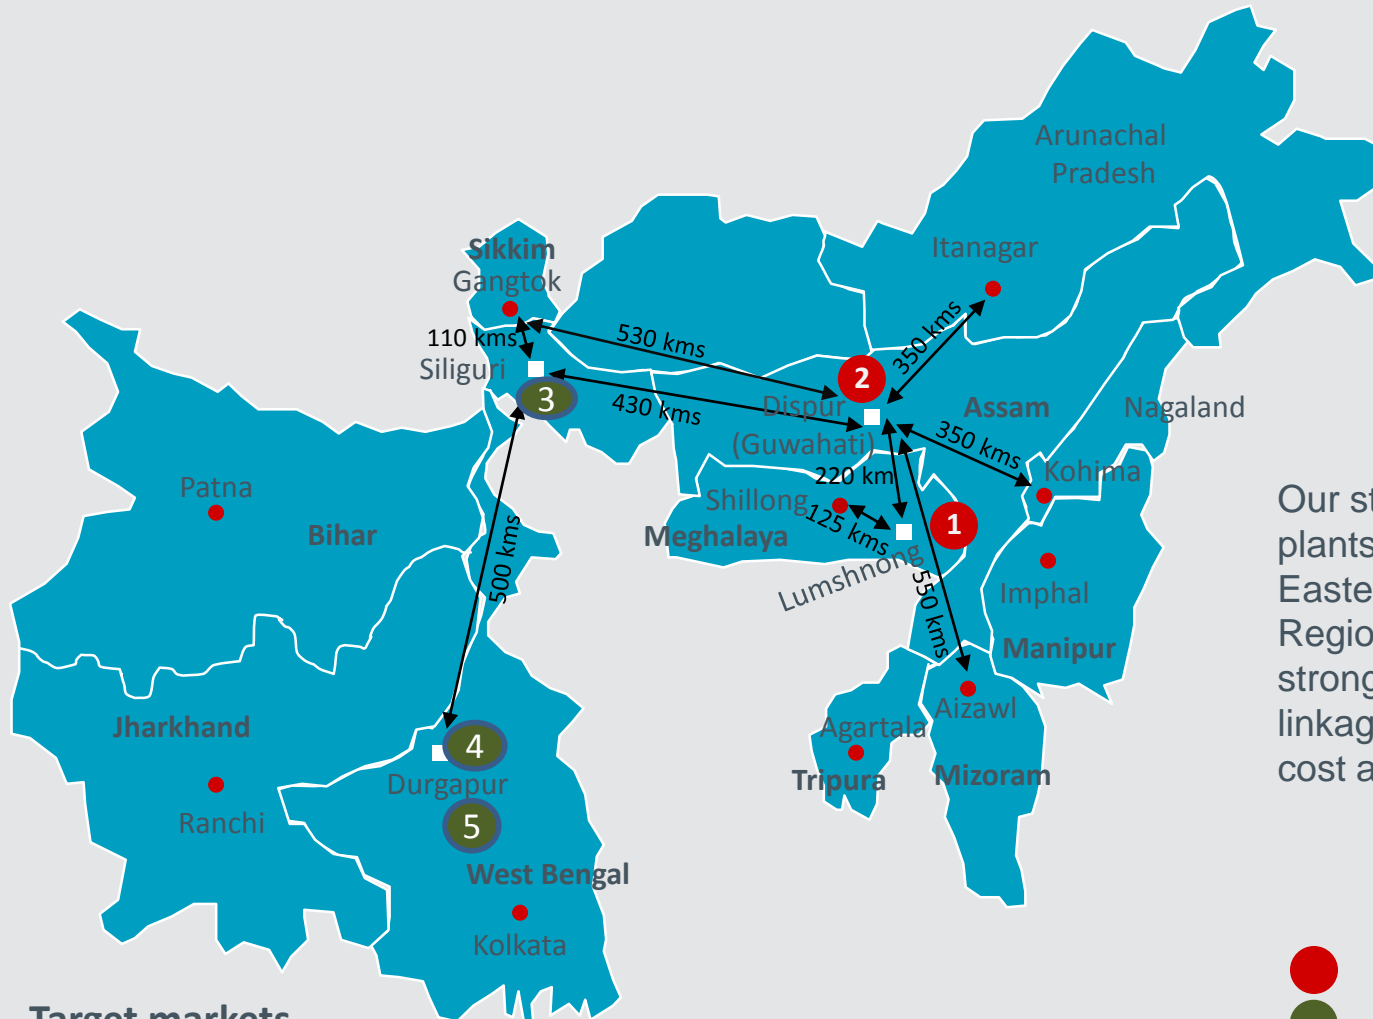 Arunachal
Pradesh
Itanagar
Sikkim
Gangtok
110 kms
Siliguri
530 kms
350 kms
2
3
430 kms
Dispur
(Guwahati)
Assam
Nagaland
350 kms
Kohima
220 km
Patna
Bihar
Shillong
125 kms
1
Meghalaya
Lumshnong
500 kms
550 kms
Imphal
Manipur
Jharkhand
4
Durgapur
Agartala
Aizawl
Tripura
Mizoram
Ranchi
5
West Bengal
Kolkata
Our st
plants
Easte
Regio
strong
linkag
cost a
Target markets